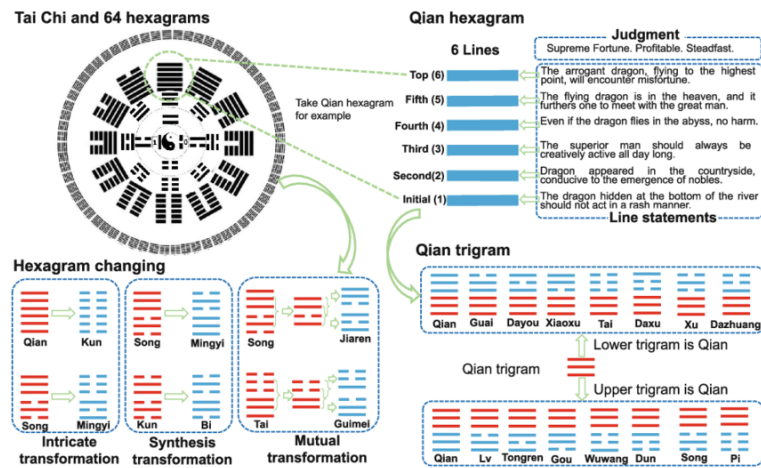 Tai Chi and 64 hexagrams
Take Qian hexagram
for example
Qian hexagram
6 Lines
Judgment
Supreme Fortune. Profitable. Steadfast.
Top (6)
The arrogant dragon, flying to the highest
point, will encounter misfortune.
Fifth (5)
The flying dragon is in the heaven, and it
furthers one to meet with the great man.
Fourth (4)
Even if the dragon flies in the abyss, no harm.
Third (3)
The superior man should always be
creatively active all day long.
Second(2)
Dragon appeared in the countryside,
conducive to the emergence of nobles.
Initial (1)
The dragon hidden at the bottom of the river
should not act in a rash manner.
Line statements
Hexagram changing
Qian
Kun
Song
Mingyi
Intricate
transformation
Song
Mingyi
Kun
Bi
Synthesis
transformation
Song
Jiaren
Tai
Guimei
Mutual
transformation
Qian trigram
Qian Guai Dayou Xiaoxu Tai Daxu Xu Dazhuang
Lower trigram is Qian
Qian trigram
Upper trigram is Qian
Qian Lv Tongren Gou Wuwang Dun Song Pi